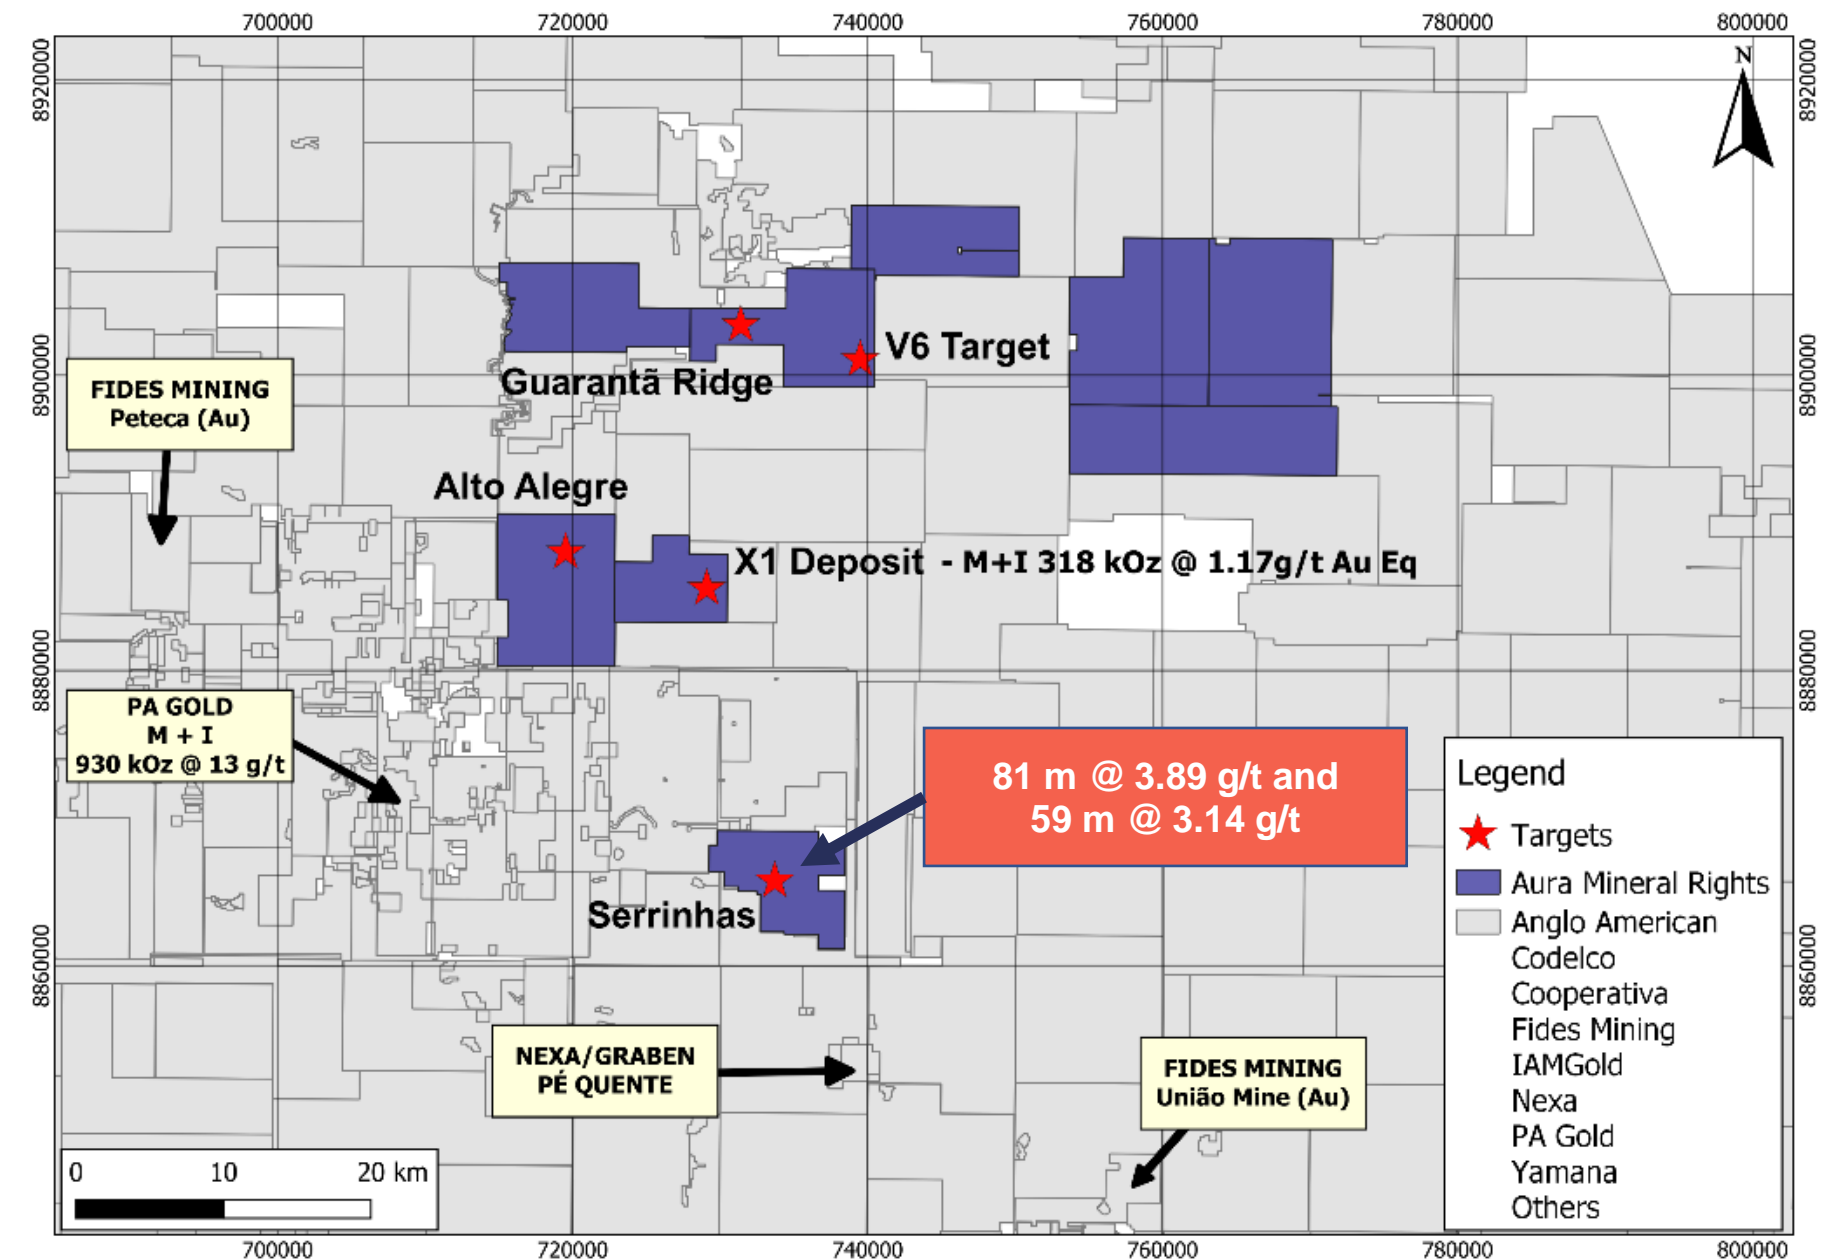 700000
720000
740000
760000
780000
800000
8920000
8920000
N
V6 Target
Guarantã Ridge
8900000
8900000
FIDES MINING
Peteca (Au)
Alto Alegre
X1 Deposit - M+I 318 kOz @ 1.17g/t Au Eq
8880000
8880000
PA GOLD
M + I
930 kOz @ 13 g/t
81 m @ 3.89 g/t and
59 m @ 3.14 g/t
Serrinhas
8860000
8860000
NEXA/GRABEN
PÉ QUENTE
FIDES MINING
União Mine (Au)
Legend
Targets
Aura Mineral Rights
Anglo American
Codelco
Cooperativa
Fides Mining
IAMGold
Nexa
PA Gold
Yamana
Others
0 10 20 km
700000
720000
740000
760000
780000
800000